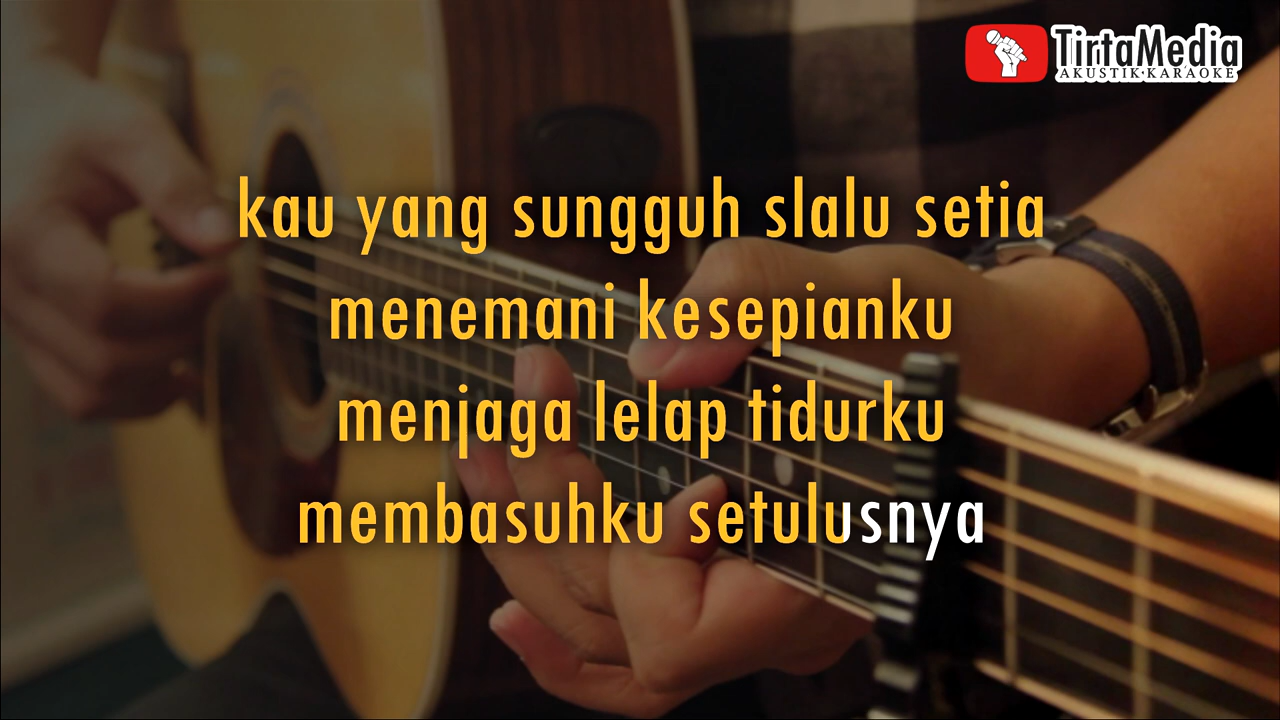 TirtaMedia
AKUSTIK•KARAOKE
kau yang sungguh slalu setia
menemani kesepianku
menjaga lelap tidurku
membasuhku setulusnya